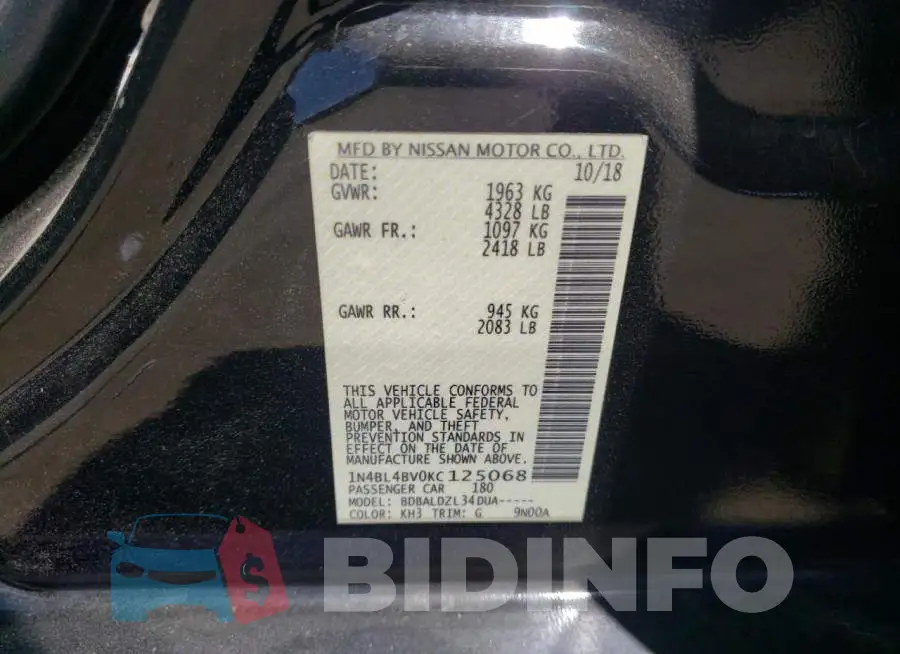 MFD BY NISSAN MOTOR CO., LTD.
DATE: 10/18
GVWR: 1963 KG
4328 LB
GAWR FR.: 1097 KG
2418 LB
GAWR RR.: 945 KG
2083 LB
THIS VEHICLE CONFORMS TO
ALL APPLICABLE FEDERAL
MOTOR VEHICLE SAFETY,
BUMPER, AND THEFT
PREVENTION STANDARDS IN
EFFECT ON THE DATE OF
MANUFACTURE SHOWN ABOVE.
1N4BL4BV0KC125068
PASSENGER CAR 180
MODEL: BDBALDZL34DUA-----
COLOR: KH3 TRIM: G 9N00A
$ BIDINFO